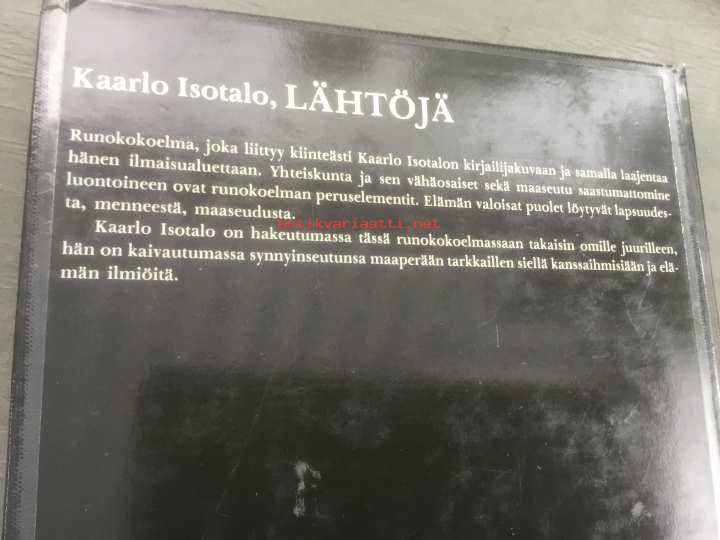 Kaarlo Isotalo, LÄHTÖJÄ
Runokokoelma, joka liittyy kiinteästi Kaarlo Isotalon kirjailijakuvaan ja samalla laajentaa
hänen ilmaisualuettaan. Yhteiskunta ja sen vähäosaiset sekä maaseutu saastumattomine
luontoineen ovat runokoelman peruselementit. Elämän valoisat puolet löytyvät lapsuudes-
ta, menneestä, maaseudusta.
antikvariaatti.net
Kaarlo Isotalo on hakeutumassa tässä runokokoelmassaan takaisin omille juurilleen,
hän on kaivautumassa synnyinseutunsa maaperään tarkkaillen siellä kanssaihmisiään ja elä-
män ilmiöitä.